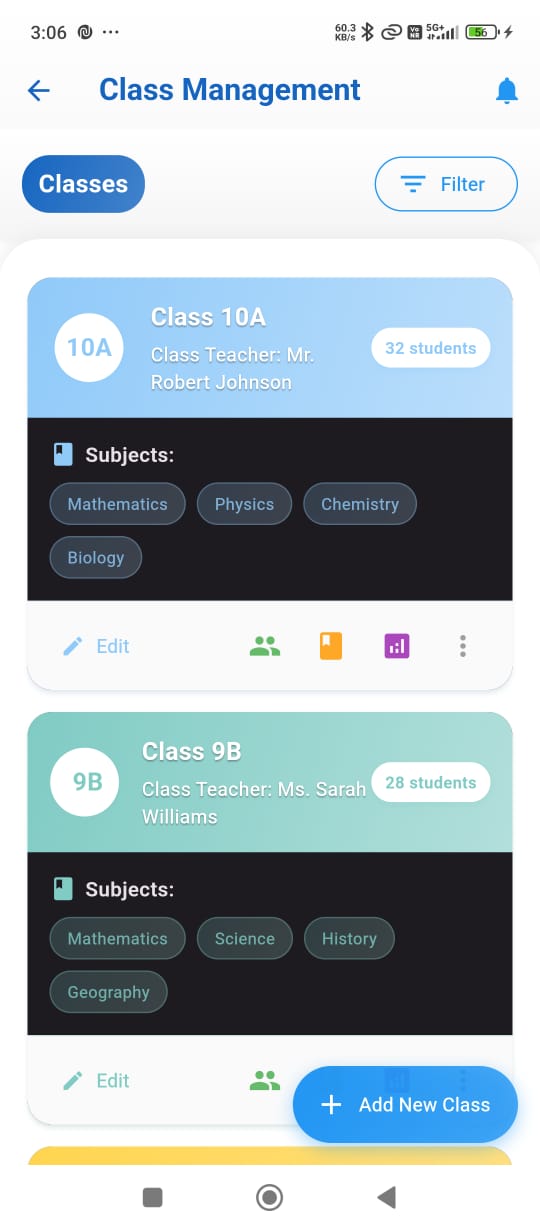 3:06
60.3 KB/s
Vo NR
5G+
56
Class Management
Classes
Filter
10A
Class 10A
Class Teacher: Mr.
Robert Johnson
32 students
Subjects:
Mathematics
Physics
Chemistry
Biology
Edit
9B
Class 9B
Class Teacher: Ms. Sarah
Williams
28 students
Subjects:
Mathematics
Science
History
Geography
Edit
Add New Class